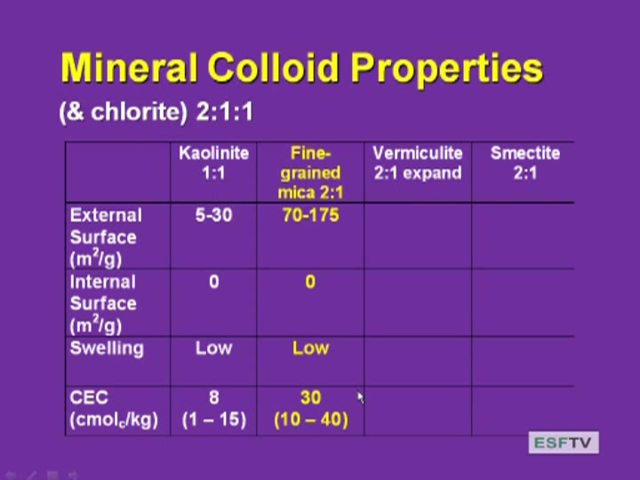 Mineral Colloid Properties
(& chlorite) 2:1:1
Kaolinite 1:1
Fine-grained mica 2:1
Vermiculite 2:1 expand
Smectite 2:1
External Surface (m²/g) 5-30 70-175
Internal Surface (m²/g) 0 0
Swelling Low Low
CEC (cmolc/kg) 8 (1 – 15) 30 (10 – 40)
ESFTV